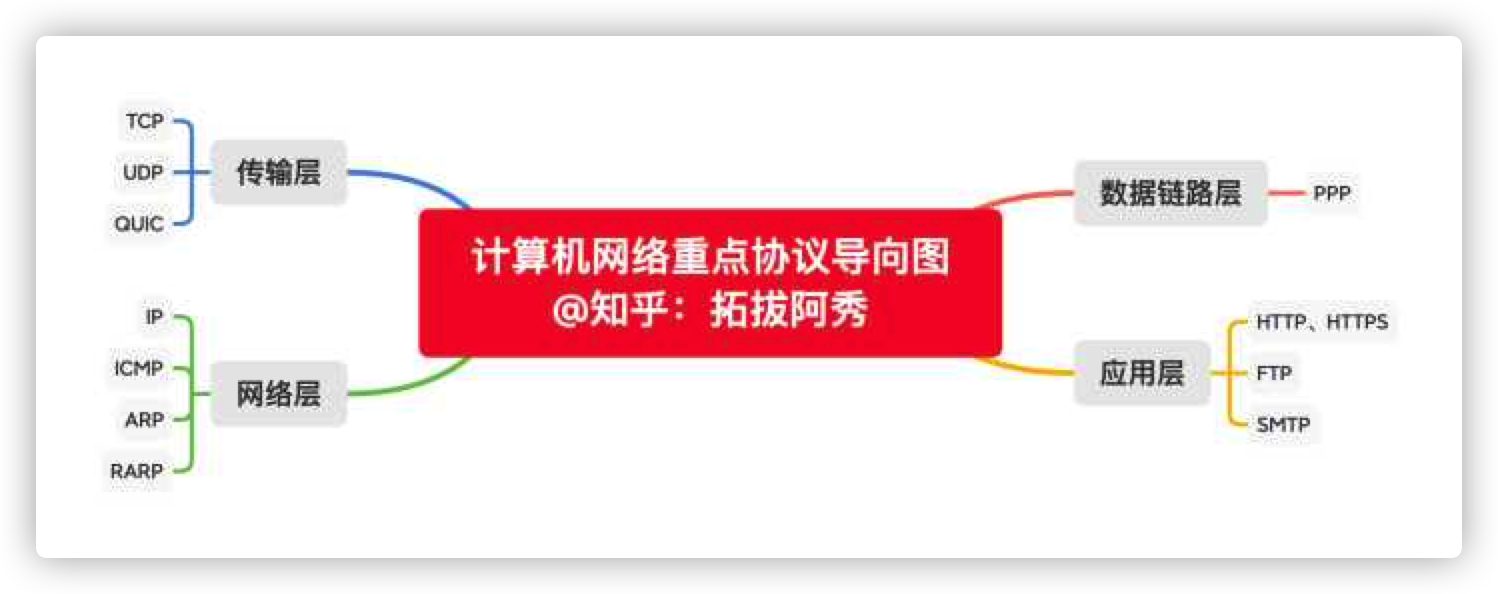 计算机网络重点协议导向图
@知乎：拓拔阿秀
传输层
TCP
UDP
QUIC
网络层
IP
ICMP
ARP
RARP
数据链路层
PPP
应用层
HTTP、HTTPS
FTP
SMTP